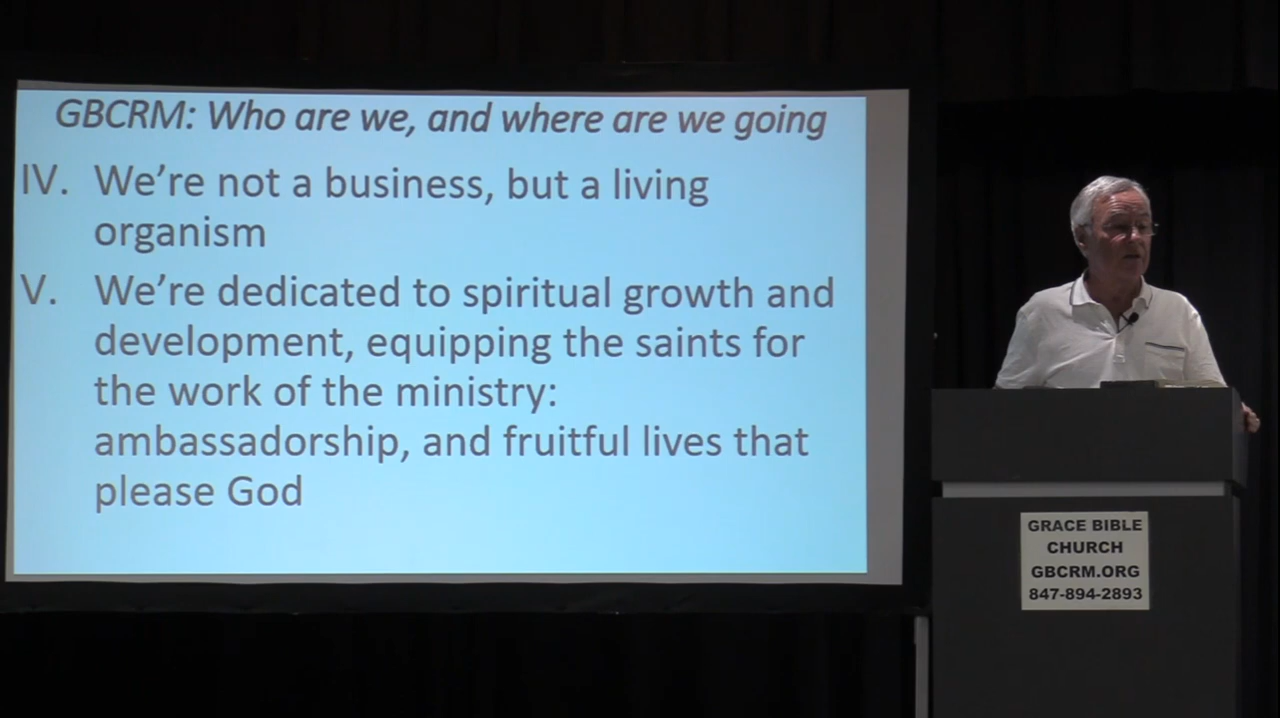 GBCRM: Who are we, and where are we going
IV. We’re not a business, but a living
organism
V. We’re dedicated to spiritual growth and
development, equipping the saints for
the work of the ministry:
ambassadorship, and fruitful lives that
please God
GRACE BIBLE
CHURCH
GBCRM.ORG
847-894-2893